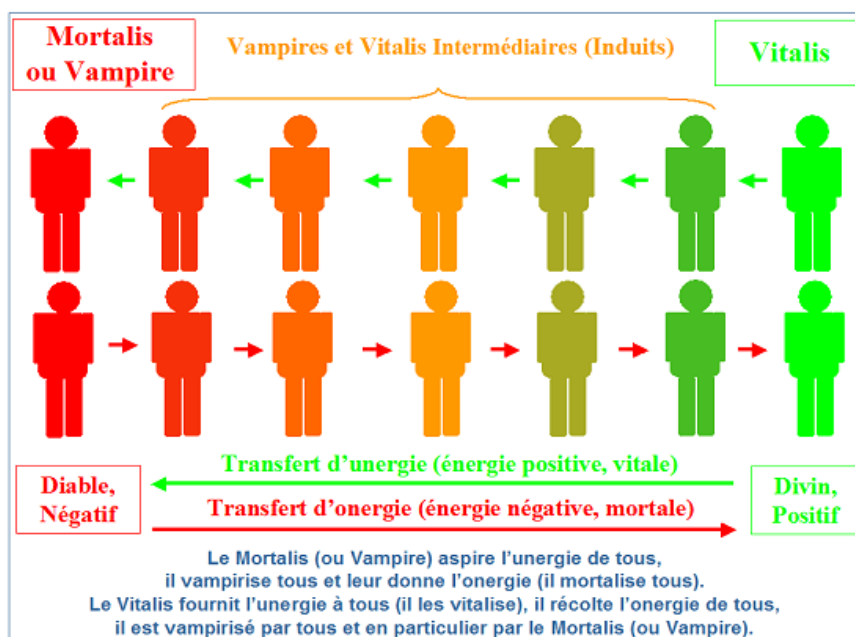 Mortalis
ou Vampire
Vampires et Vitalis Intermédiaires (Induits)
Vitalis
Transfert d'unergie (énergie positive, vitale)
Diable,
Négatif
Divin,
Positif
Transfert d'onergie (énergie négative, mortale)
Le Mortalis (ou Vampire) aspire l'unergie de tous,
il vampirise tous et leur donne l'onergie (il mortalise tous).
Le Vitalis fournit l'unergie à tous (il les vitalise), il récolte l'onergie de tous,
il est vampirisé par tous et en particulier par le Mortalis (ou Vampire).